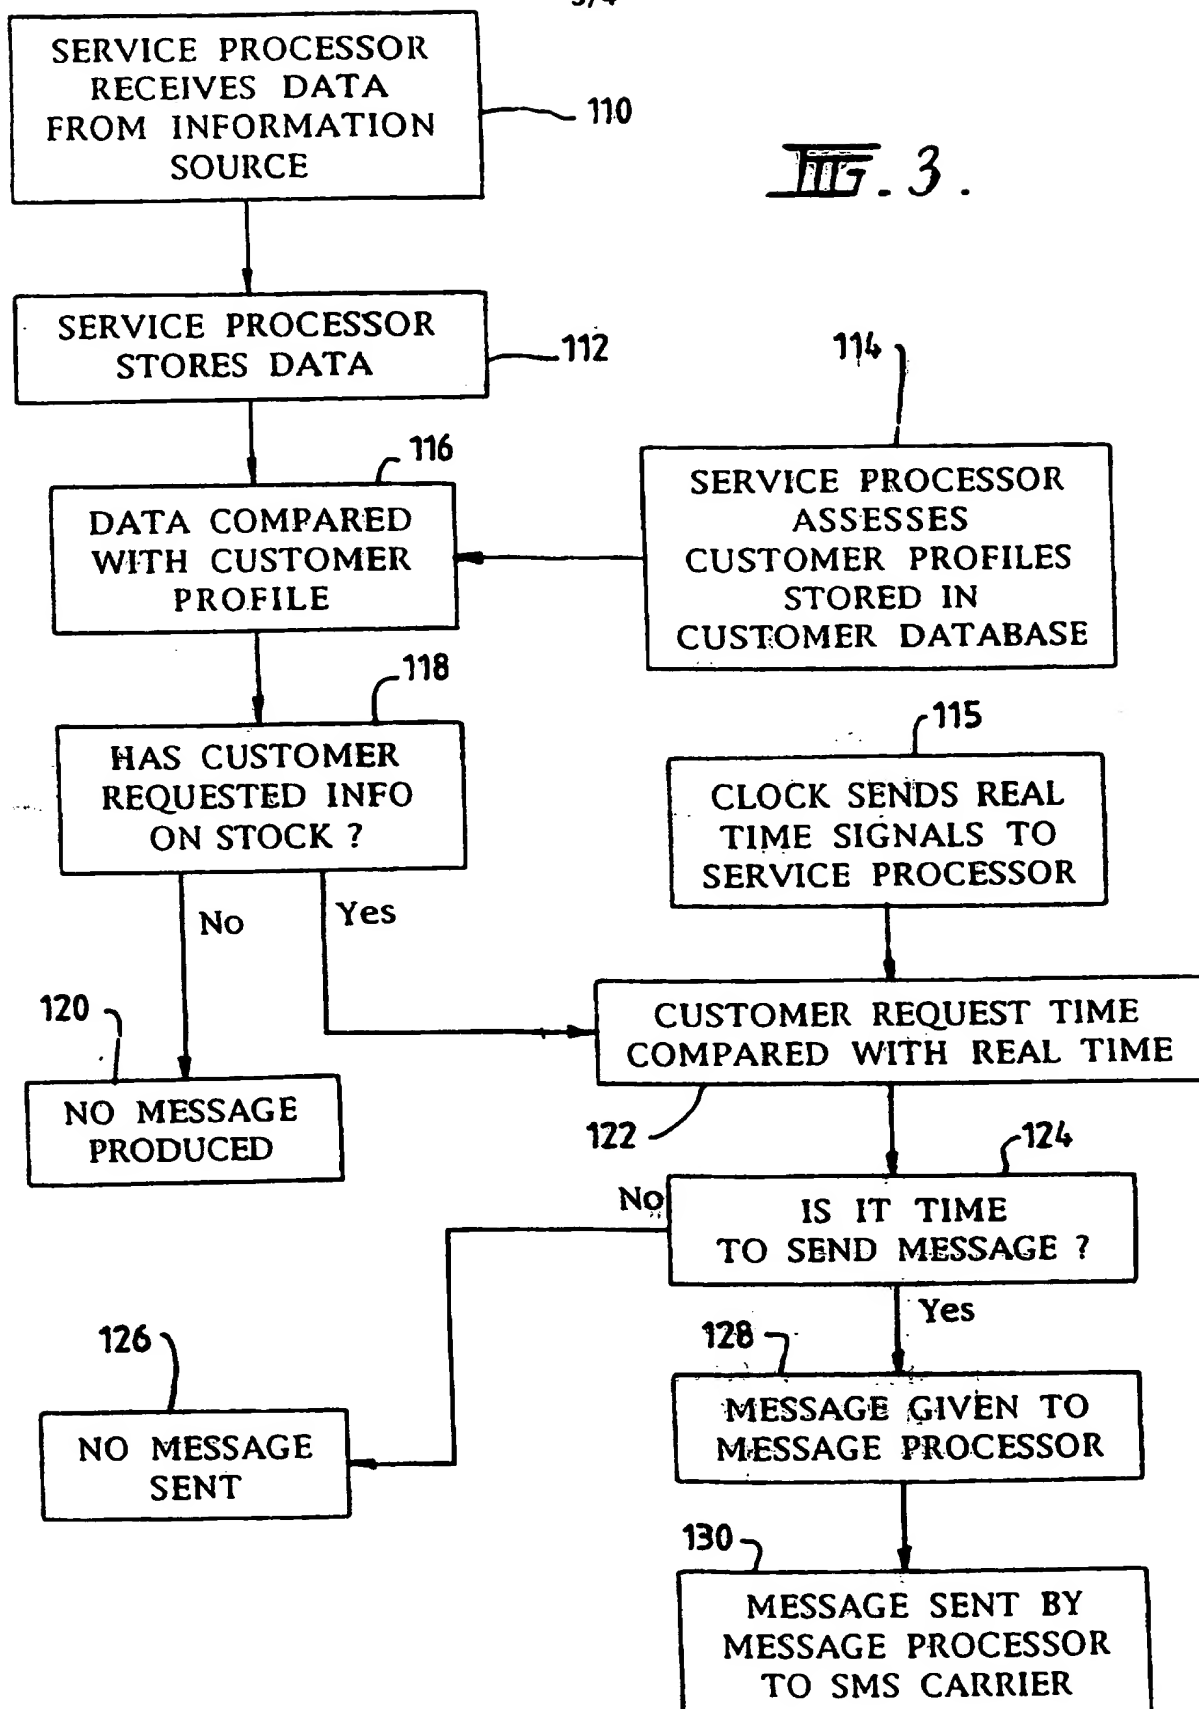 3/4
SERVICE PROCESSOR
RECEIVES DATA
FROM INFORMATION
SOURCE
110
FIG. 3.
SERVICE PROCESSOR
STORES DATA
112
114
116
DATA COMPARED
WITH CUSTOMER
PROFILE
SERVICE PROCESSOR
ASSESSES
CUSTOMER PROFILES
STORED IN
CUSTOMER DATABASE
118
HAS CUSTOMER
REQUESTED INFO
ON STOCK ?
115
CLOCK SENDS REAL
TIME SIGNALS TO
SERVICE PROCESSOR
No
Yes
120
NO MESSAGE
PRODUCED
CUSTOMER REQUEST TIME
COMPARED WITH REAL TIME
122
124
No
IS IT TIME
TO SEND MESSAGE ?
Yes
126
NO MESSAGE
SENT
128
MESSAGE GIVEN TO
MESSAGE PROCESSOR
130
MESSAGE SENT BY
MESSAGE PROCESSOR
TO SMS CARRIER